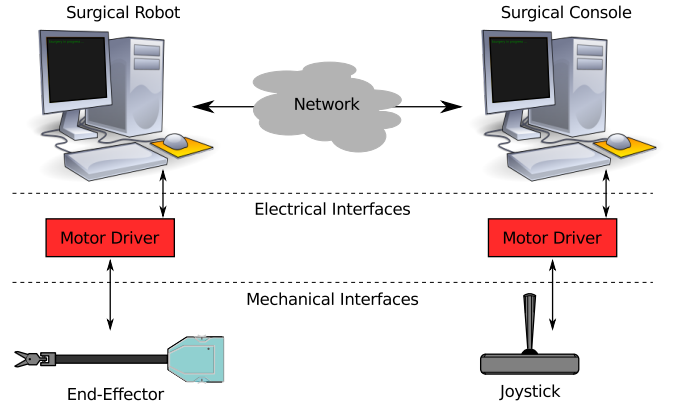 Surgical Robot
Surgical Console
Network
Electrical Interfaces
Motor Driver
Motor Driver
Mechanical Interfaces
End-Effector
Joystick